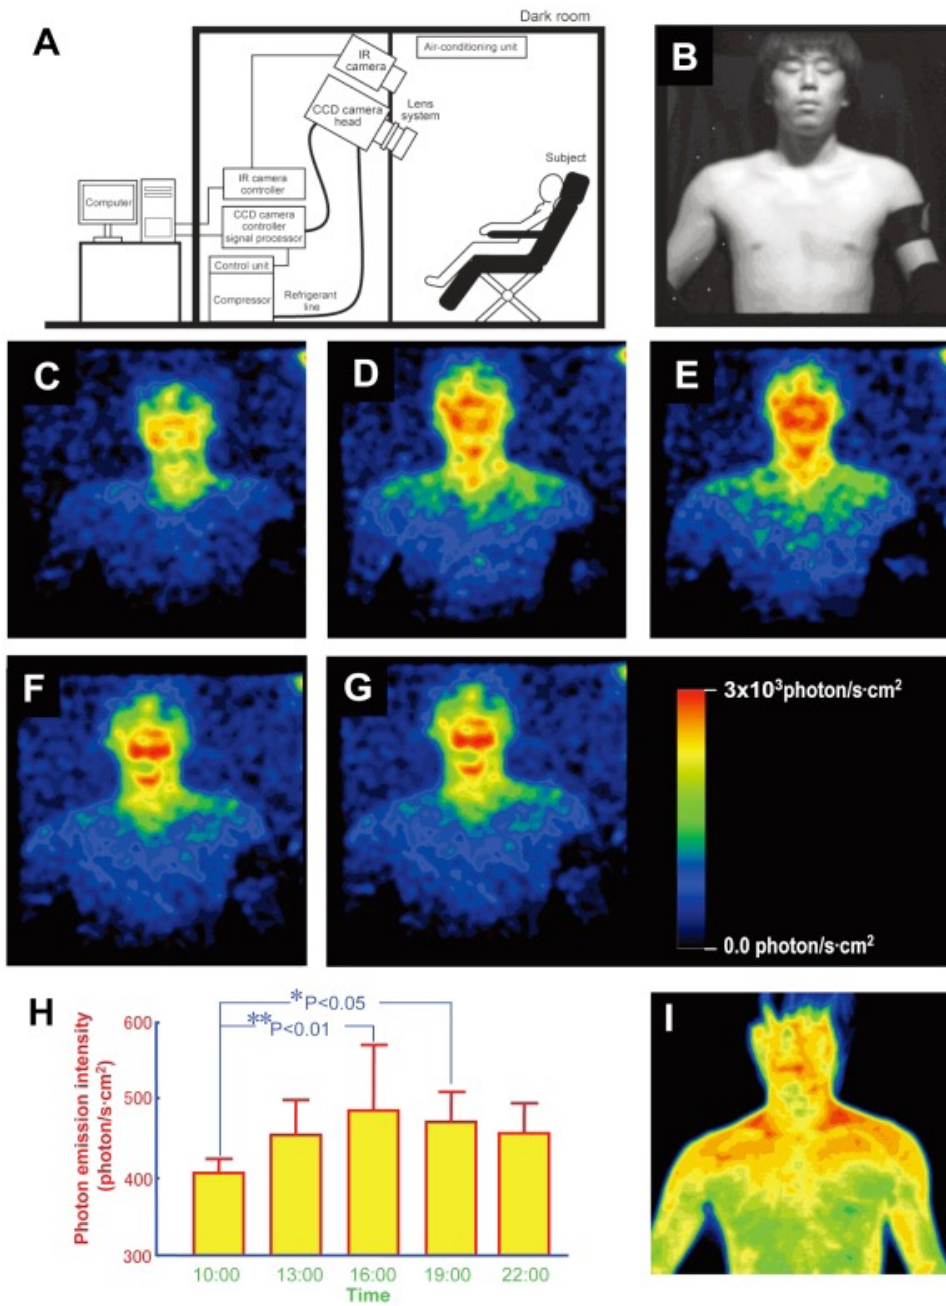 A
Dark room
IR
camera
Air-conditioning unit
CCD camera
head
Lens
system
Subject
IR camera
controller
Computer
CCD camera
controller
signal processor
Control unit
Compressor
Refrigerant
line
B
C
D
E
F
G
3x10³photon/s·cm²
0.0 photon/s·cm²
H
Photon emission intensity
(photon/s·cm²)
600
500
400
300
*P<0.05
**P<0.01
10:00 13:00 16:00 19:00 22:00
Time
I